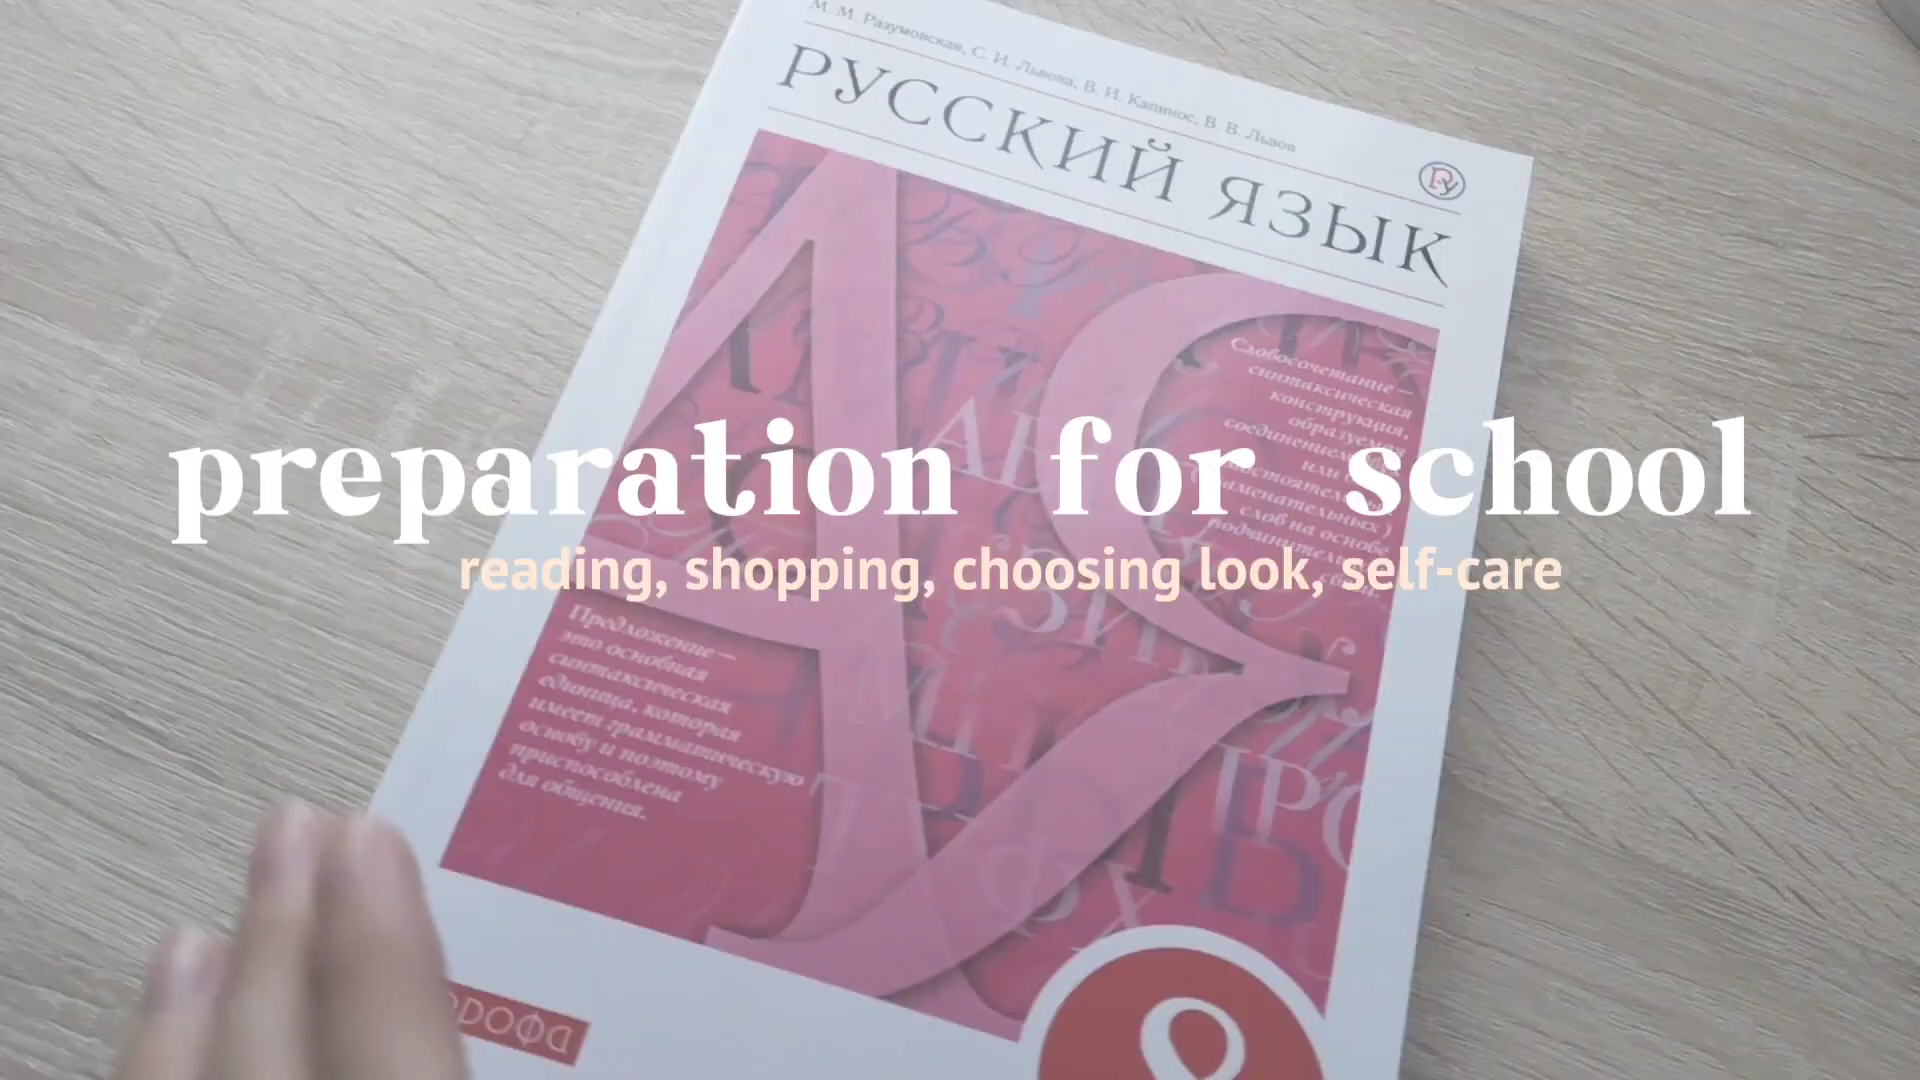 М. М. Разумовская, С. И. Львова, В. И. Капинос, В. В. Львов
РУССКИЙ ЯЗЫК
Словосочетание –
синтаксическая
конструкция,
preparation for school
reading, shopping, choosing look, self-care
Предложение –
это основная
синтаксическая
единица, которая
имеет грамматическую
основу и поэтому
приспособлена
для общения.
8